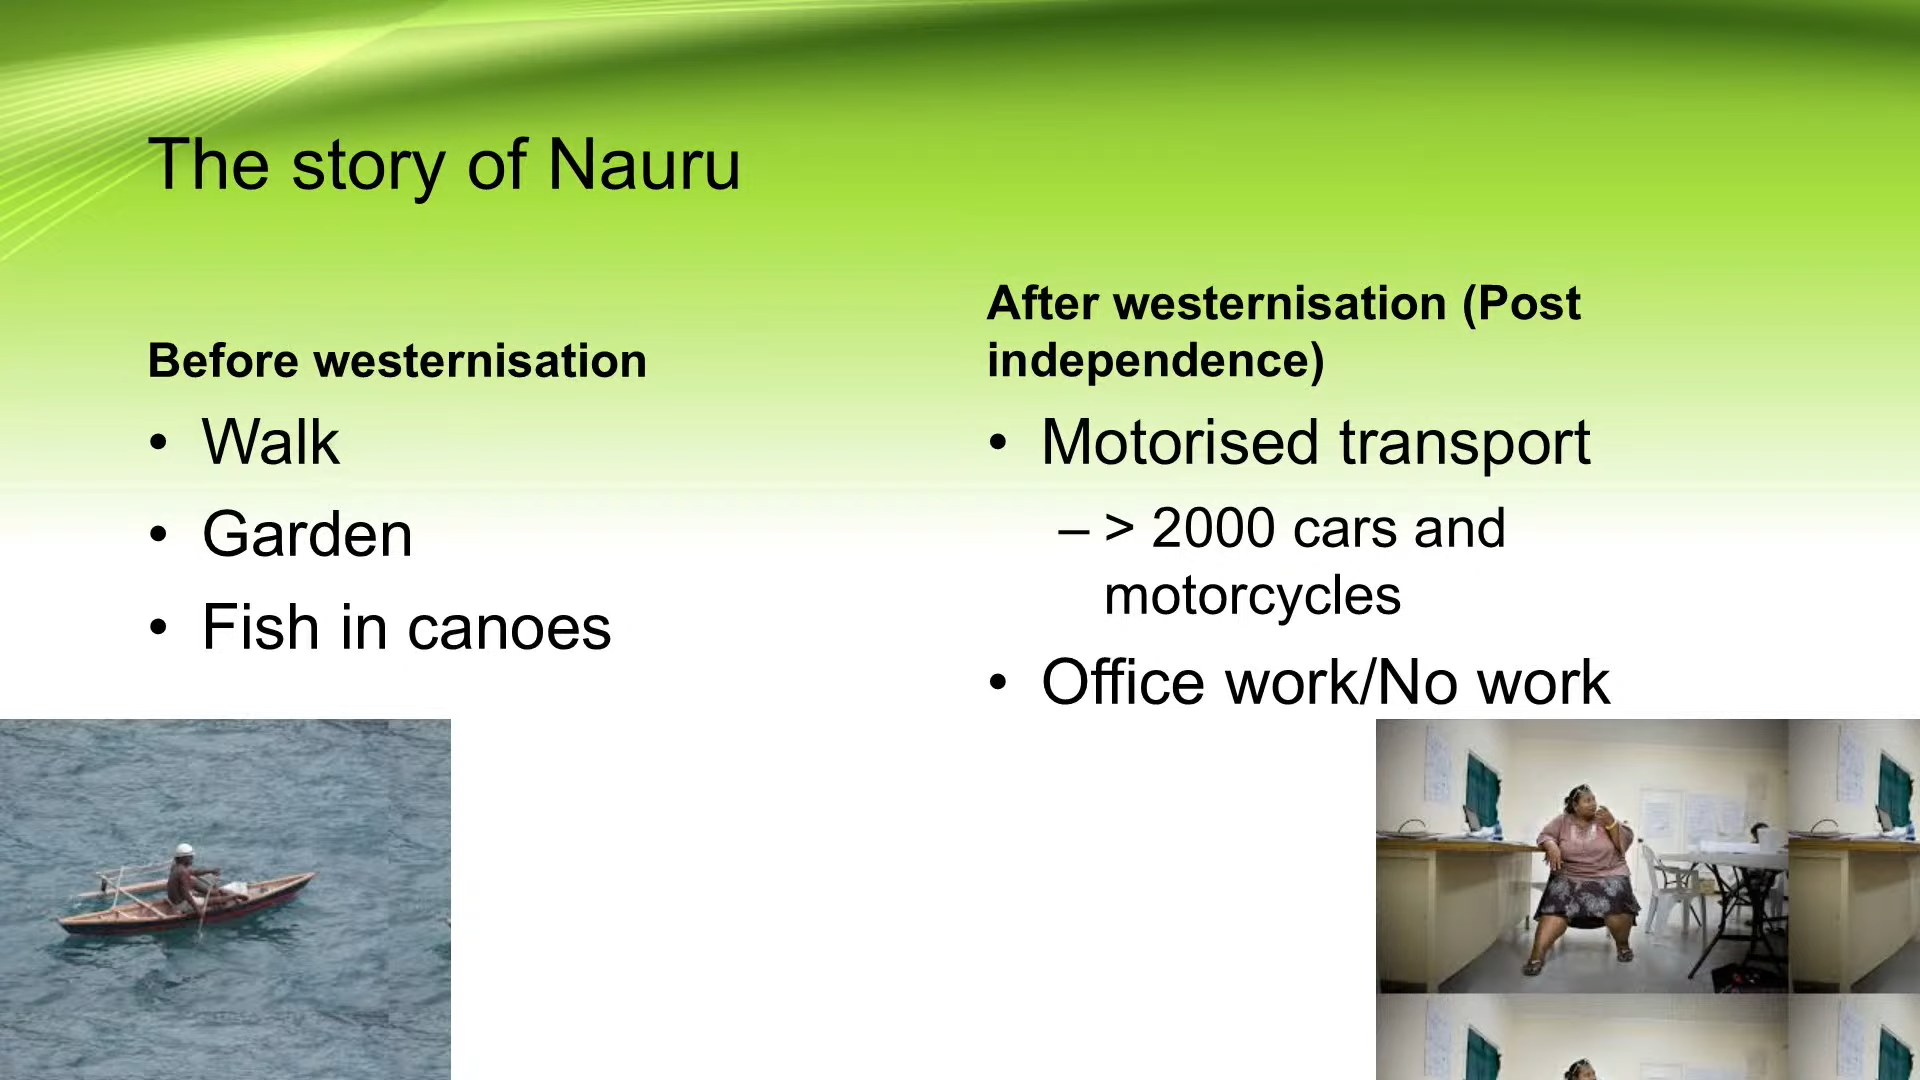 The story of Nauru
Before westernisation
• Walk
• Garden
• Fish in canoes
After westernisation (Post
independence)
• Motorised transport
– > 2000 cars and
motorcycles
• Office work/No work